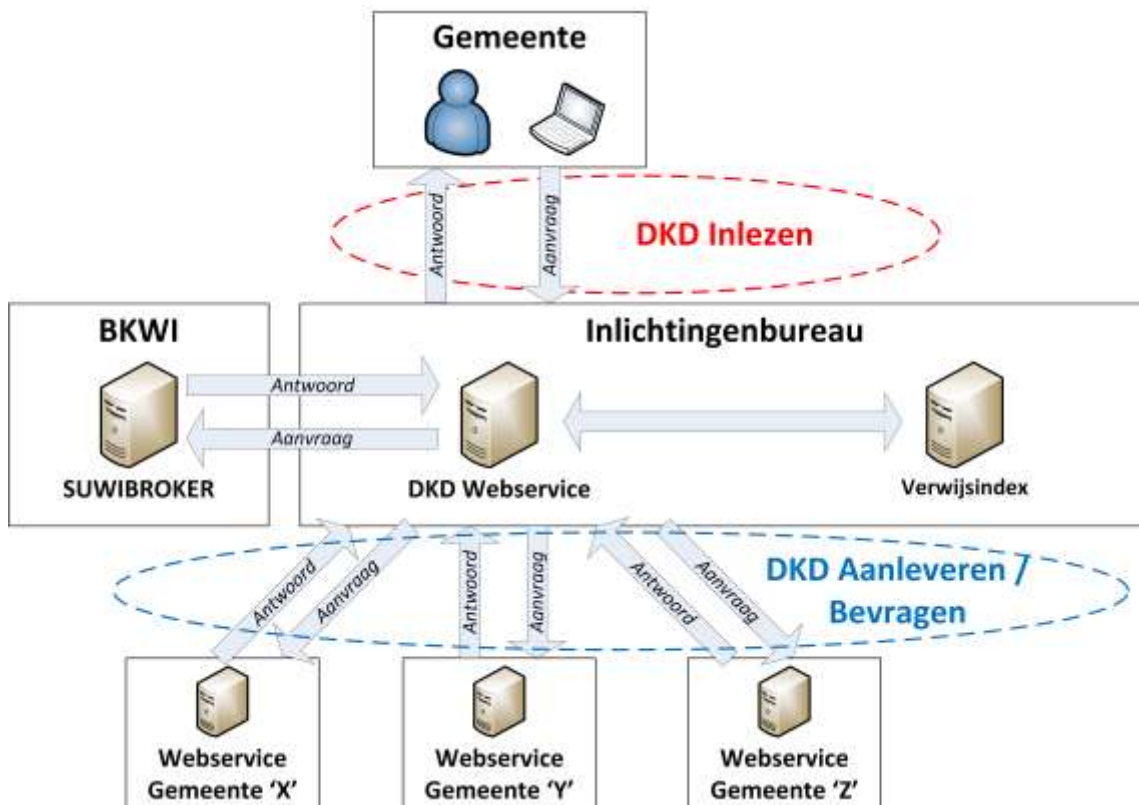 Gemeente
Antwoord
Aanvraag
DKD Inlezen
BKWI
Inlichtingenbureau
Antwoord
Aanvraag
SUWIBROKER
DKD Webservice
Verwijsindex
Antwoord
Aanvraag
Antwoord
Aanvraag
Antwoord
Aanvraag
DKD Aanleveren /
Bevragen
Webservice
Gemeente ‘X’
Webservice
Gemeente ‘Y’
Webservice
Gemeente ‘Z’